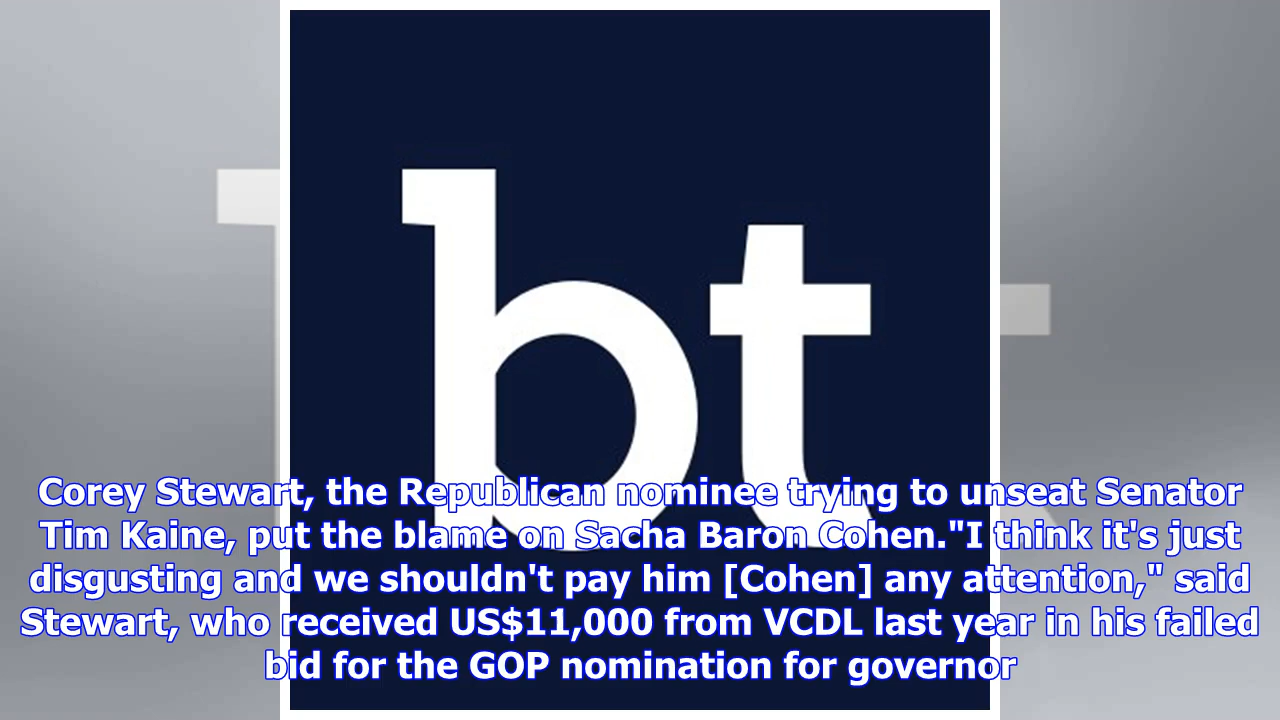 bt
Corey Stewart, the Republican nominee trying to unseat Senator
Tim Kaine, put the blame on Sacha Baron Cohen."I think it's just
disgusting and we shouldn't pay him [Cohen] any attention," said
Stewart, who received US$11,000 from VCDL last year in his failed
bid for the GOP nomination for governor